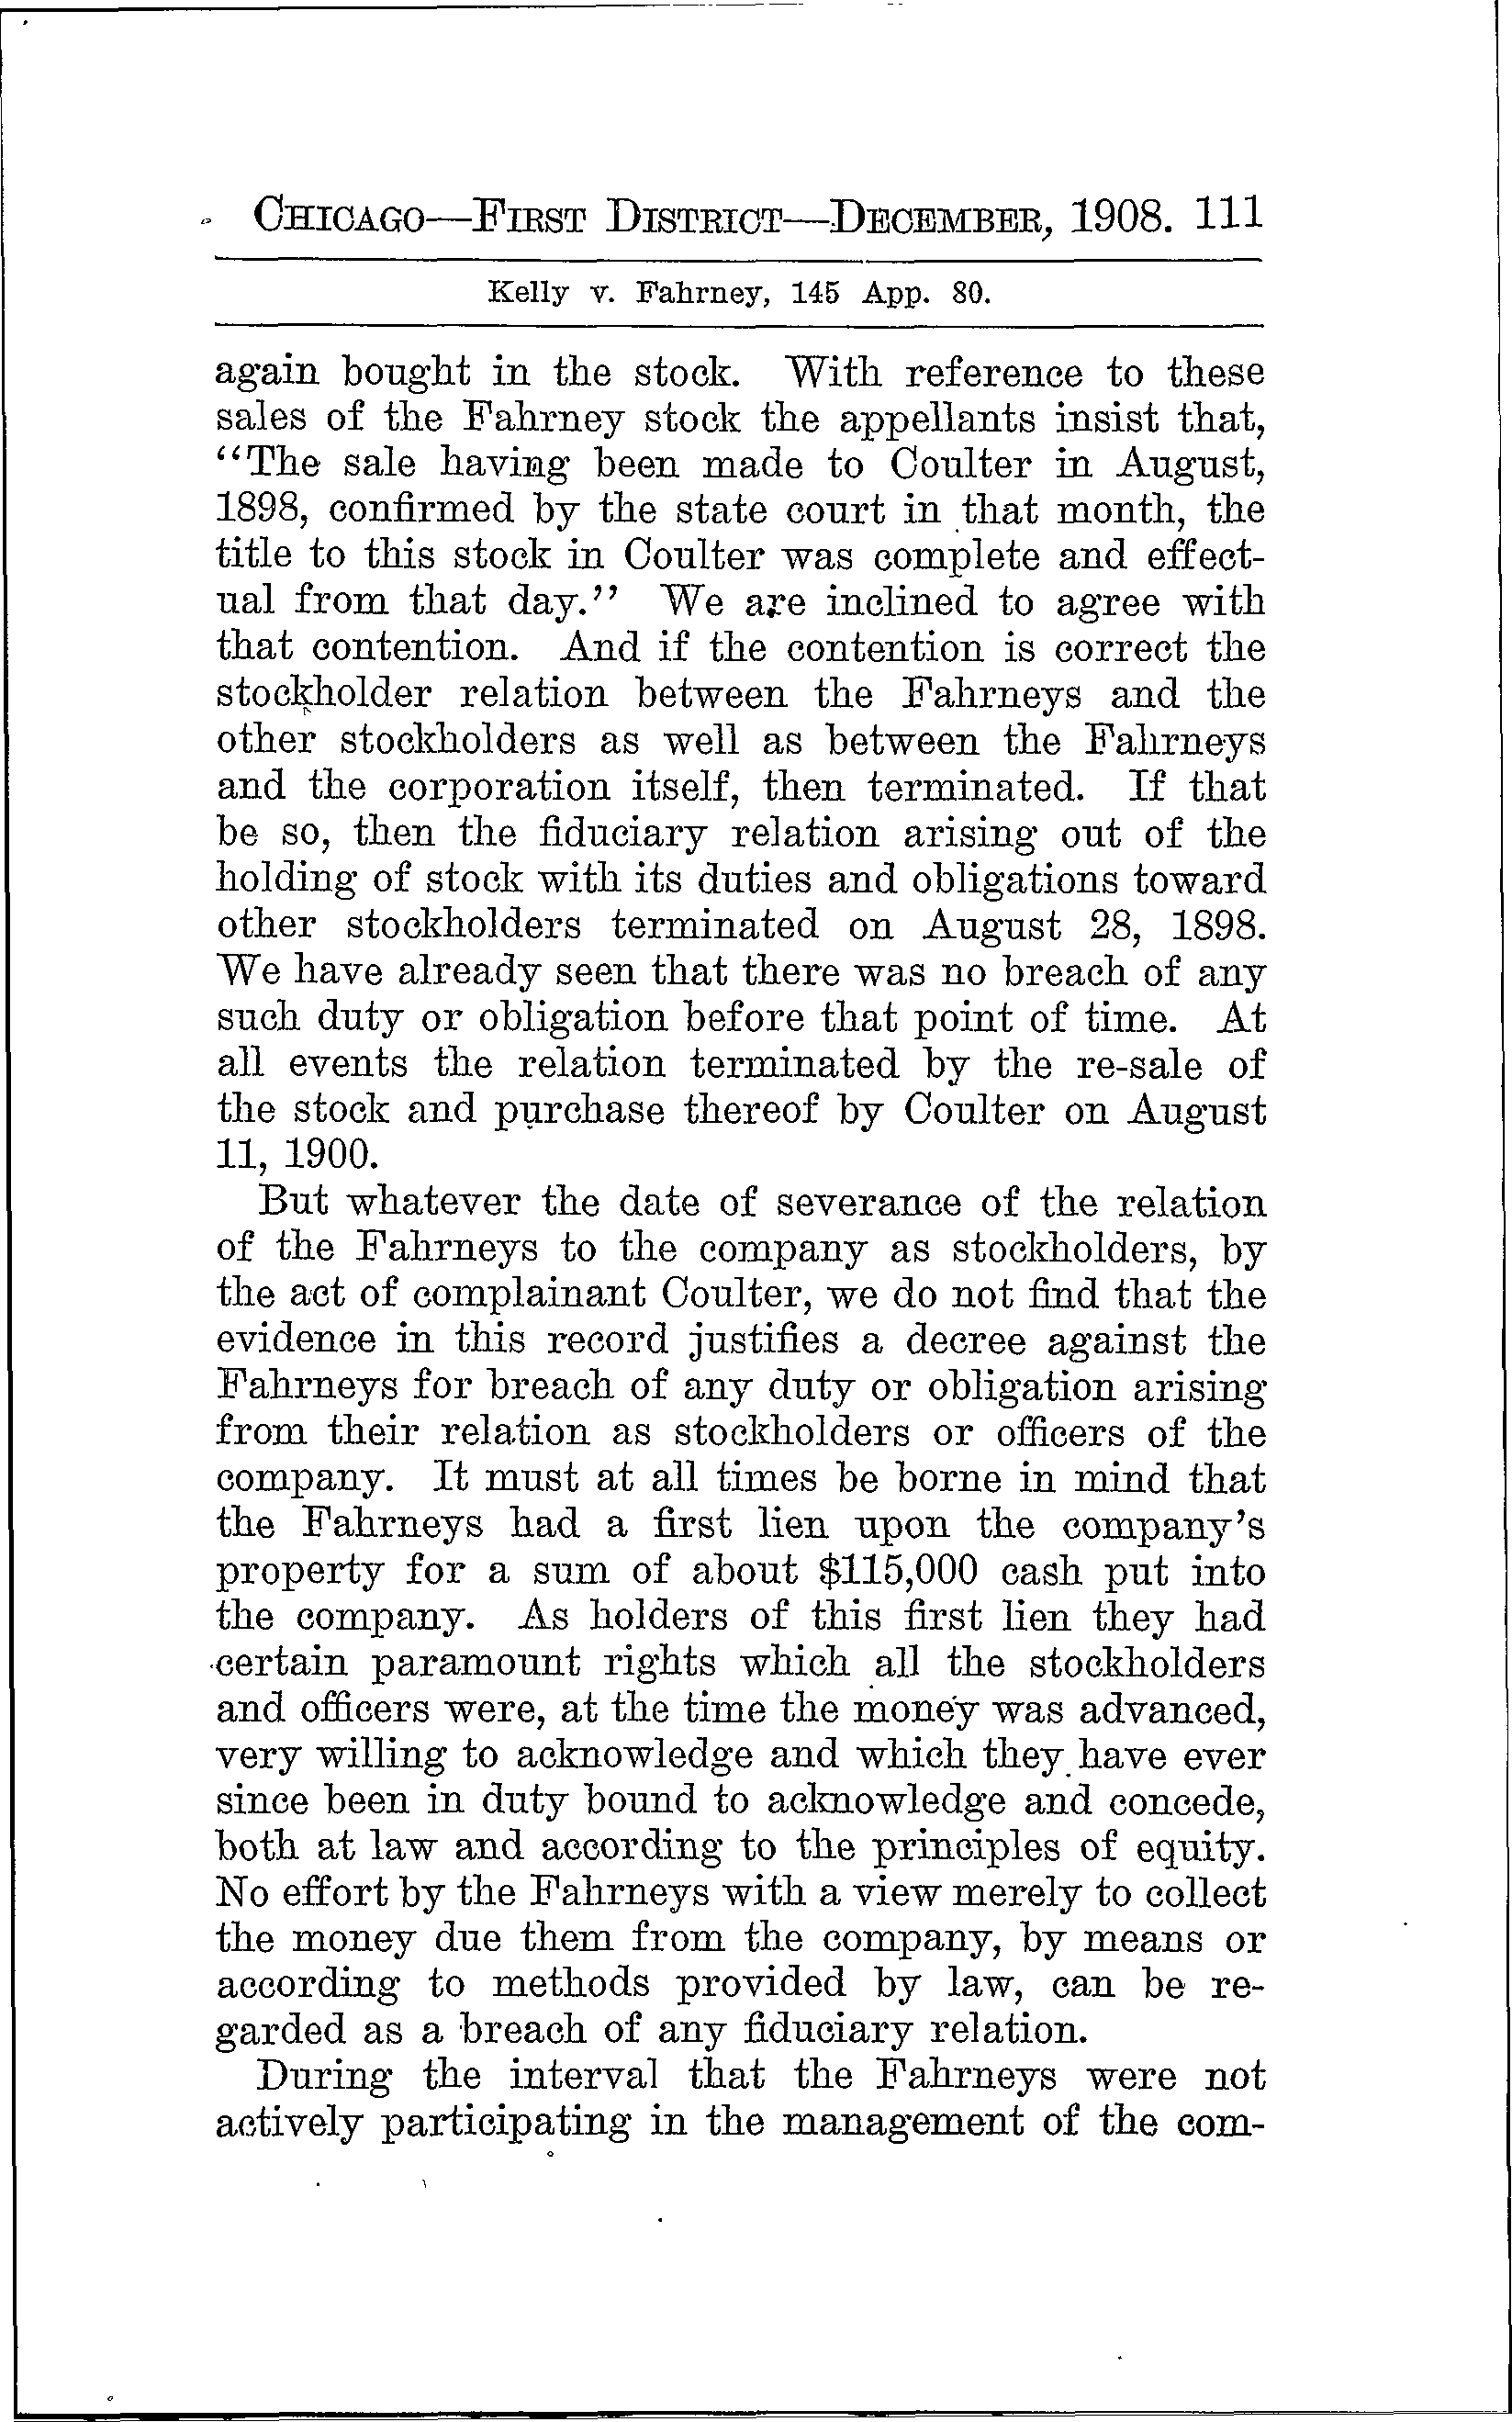 CHICAGO—FIRST DISTRICT—DECEMBER, 1908. 111
Kelly v. Fahrney, 145 App. 80.
again bought in the stock. With reference to these
sales of the Fahrney stock the appellants insist that,
“The sale having been made to Coulter in August,
1898, confirmed by the state court in that month, the
title to this stock in Coulter was complete and effect-
ual from that day.” We are inclined to agree with
that contention. And if the contention is correct the
stockholder relation between the Fahrneys and the
other stockholders as well as between the Fahrneys
and the corporation itself, then terminated. If that
be so, then the fiduciary relation arising out of the
holding of stock with its duties and obligations toward
other stockholders terminated on August 28, 1898.
We have already seen that there was no breach of any
such duty or obligation before that point of time. At
all events the relation terminated by the re-sale of
the stock and purchase thereof by Coulter on August
11, 1900.
But whatever the date of severance of the relation
of the Fahrneys to the company as stockholders, by
the act of complainant Coulter, we do not find that the
evidence in this record justifies a decree against the
Fahrneys for breach of any duty or obligation arising
from their relation as stockholders or officers of the
company. It must at all times be borne in mind that
the Fahrneys had a first lien upon the company’s
property for a sum of about $115,000 cash put into
the company. As holders of this first lien they had
certain paramount rights which all the stockholders
and officers were, at the time the money was advanced,
very willing to acknowledge and which they have ever
since been in duty bound to acknowledge and concede,
both at law and according to the principles of equity.
No effort by the Fahrneys with a view merely to collect
the money due them from the company, by means or
according to methods provided by law, can be re-
garded as a breach of any fiduciary relation.
During the interval that the Fahrneys were not
actively participating in the management of the com-